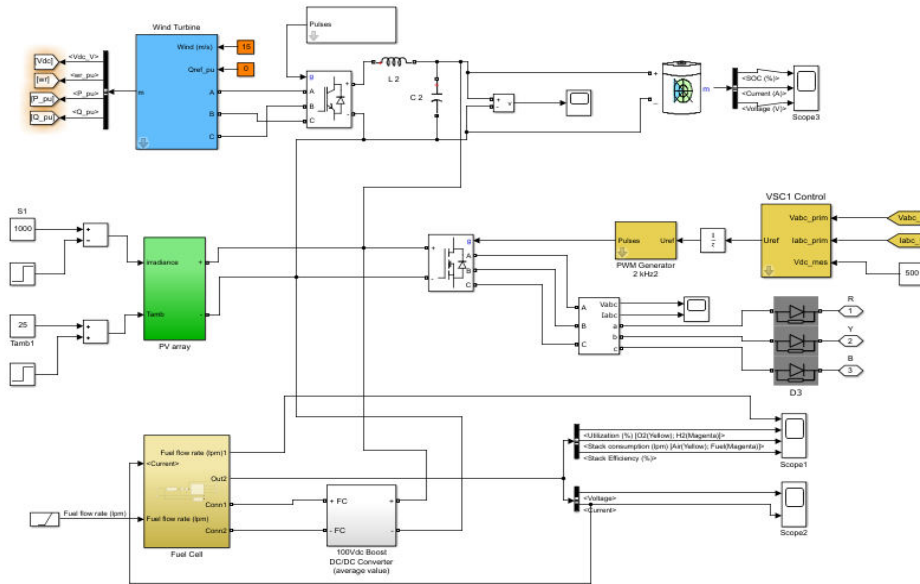 Wind Turbine
Pulses
<Vdc_V>
[Vdc]
Wind (m/s)
15
<wr_pu>
[wr]
Qref_pu
0
<P_pu>
[P_pu]
<Q_pu>
[Q_pu]
m
A
B
C
g
A
B
C
+
-
L 2
C 2
+
-
v
+
–
m
<SOC (%)>
<Current (A)>
<Voltage (V)>
Scope3
S1
1000
+
-
Irradiance
+
-
25
Tamb1
+
+
Tamb
PV array
+
-
g
A
B
C
Pulses
Uref
PWM Generator
2 kHz2
1
z
VSC1 Control
Uref
Vabc_prim
Iabc_prim
Vdc_mes
Vabc_
Iabc_
500
A
B
C
Vabc
Iabc
a
b
c
R
1
Y
2
B
3
D3
Fuel flow rate (lpm)1
<Current>
Out2
Conn1
Fuel flow rate (lpm)
Fuel flow rate (lpm)
Conn2
Fuel Cell
+ FC
+
- FC
-
100Vdc Boost
DC/DC Converter
(average value)
<Utilization (%) [O2(Yellow); H2(Magenta)]>
<Stack consumption (lpm) [Air(Yellow); Fuel(Magenta)]>
<Stack Efficiency (%)>
Scope1
<Voltage>
<Current>
Scope2